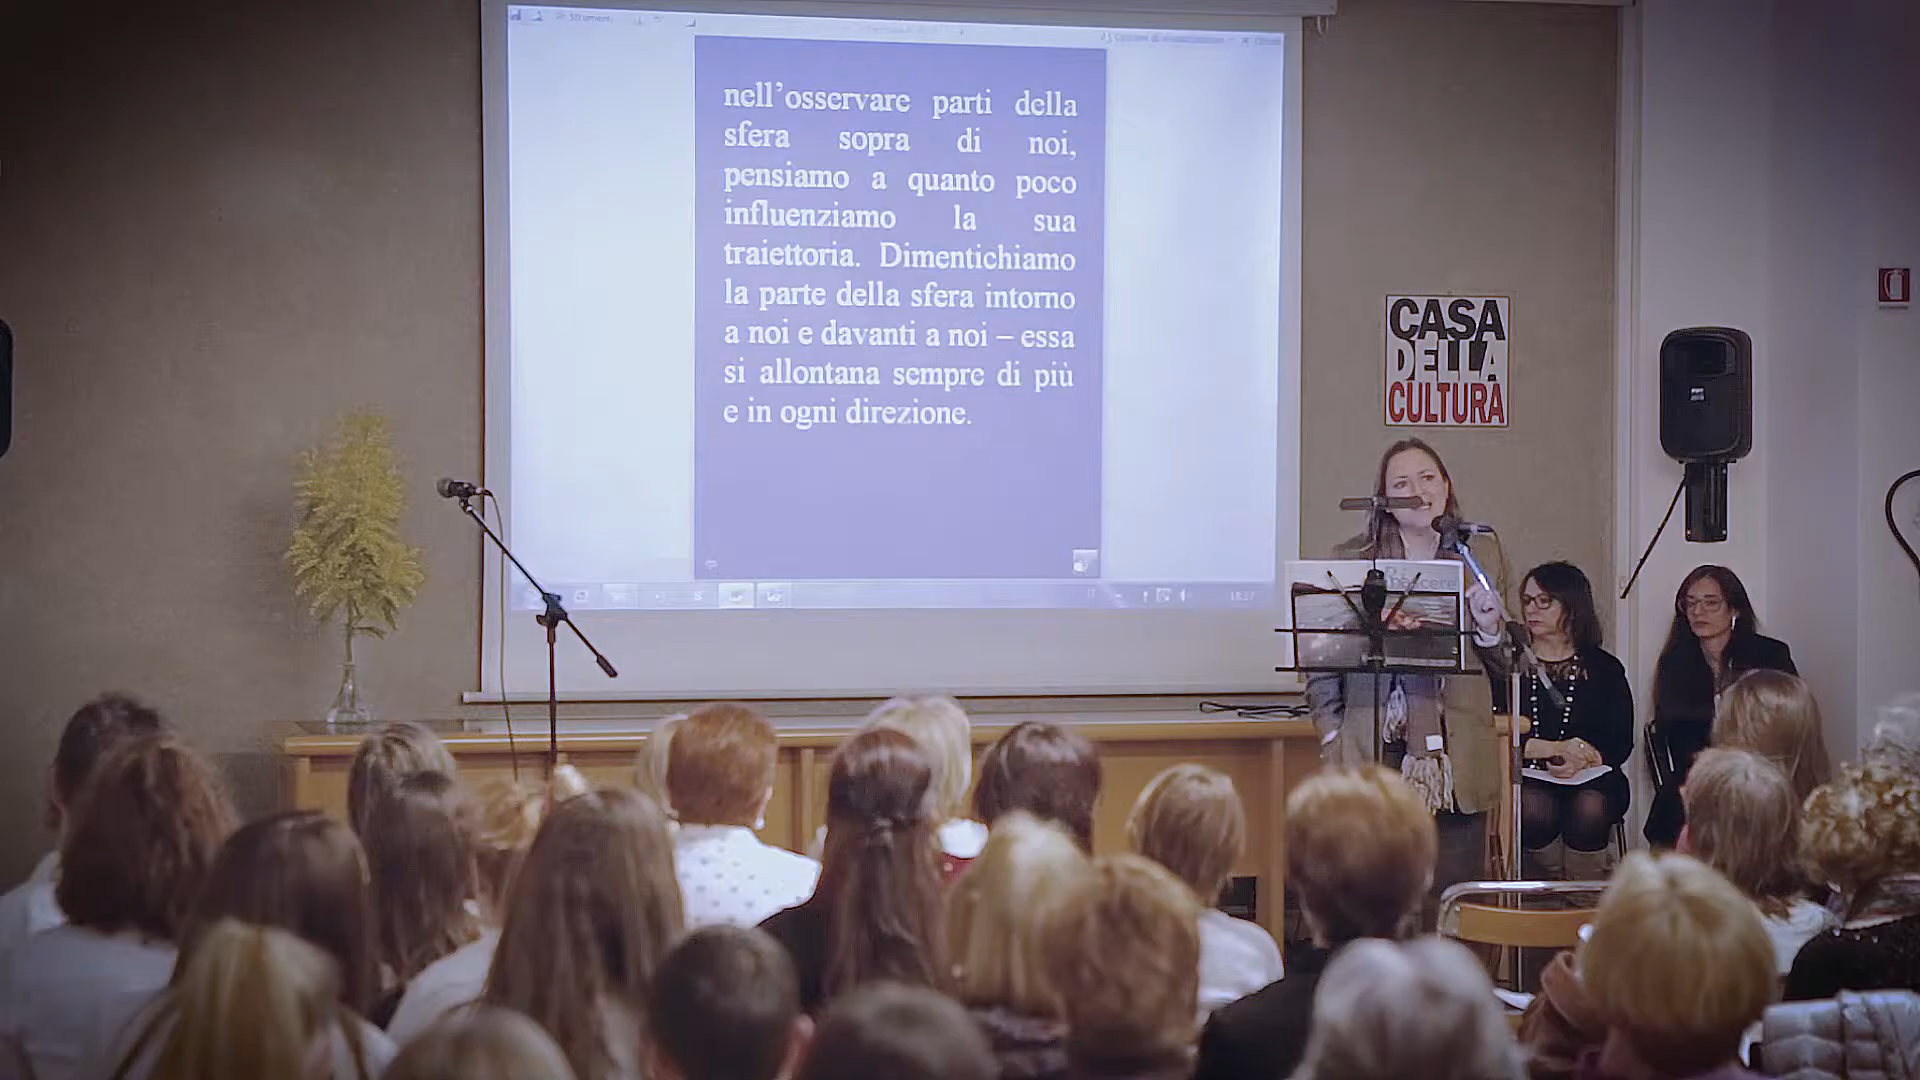 Strumenti
nell'osservare parti della
sfera sopra di noi,
pensiamo a quanto poco
influenziamo la sua
traiettoria. Dimentichiamo
la parte della sfera intorno
a noi e davanti a noi – essa
si allontana sempre di più
e in ogni direzione.
CASA
DELLA
CULTURA